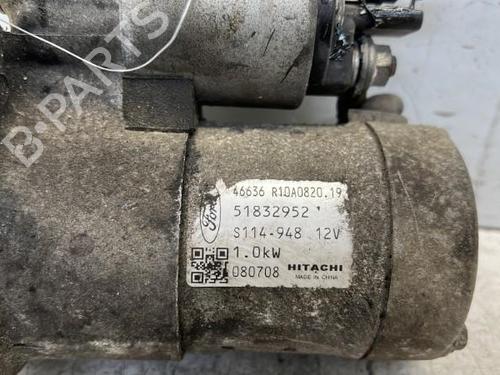 B-PARTS
46636 R10A0820.19
Ford
51832952
S114-948 12V
1.0kW
080708 HITACHI
MADE IN CHINA